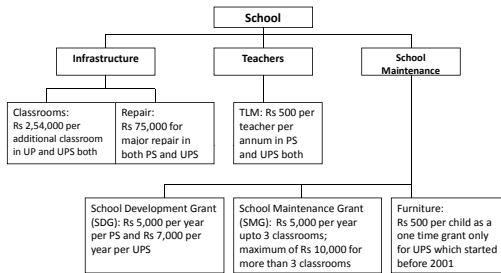 School
Infrastructure
Teachers
School
Maintenance
Classrooms:
Rs 2,54,000 per
additional classroom
in UP and UPS both
Repair:
Rs 75,000 for
major repair in
both PS and UPS
TLM: Rs 500 per
teacher per
annum in PS
and UPS both
School Development Grant
(SDG): Rs 5,000 per year
per PS and Rs 7,000 per
year per UPS
School Maintenance Grant
(SMG): Rs 5,000 per year
upto 3 classrooms;
maximum of Rs 10,000 for
more than 3 classrooms
Furniture:
Rs 500 per child as a
one time grant only
for UPS which started
before 2001